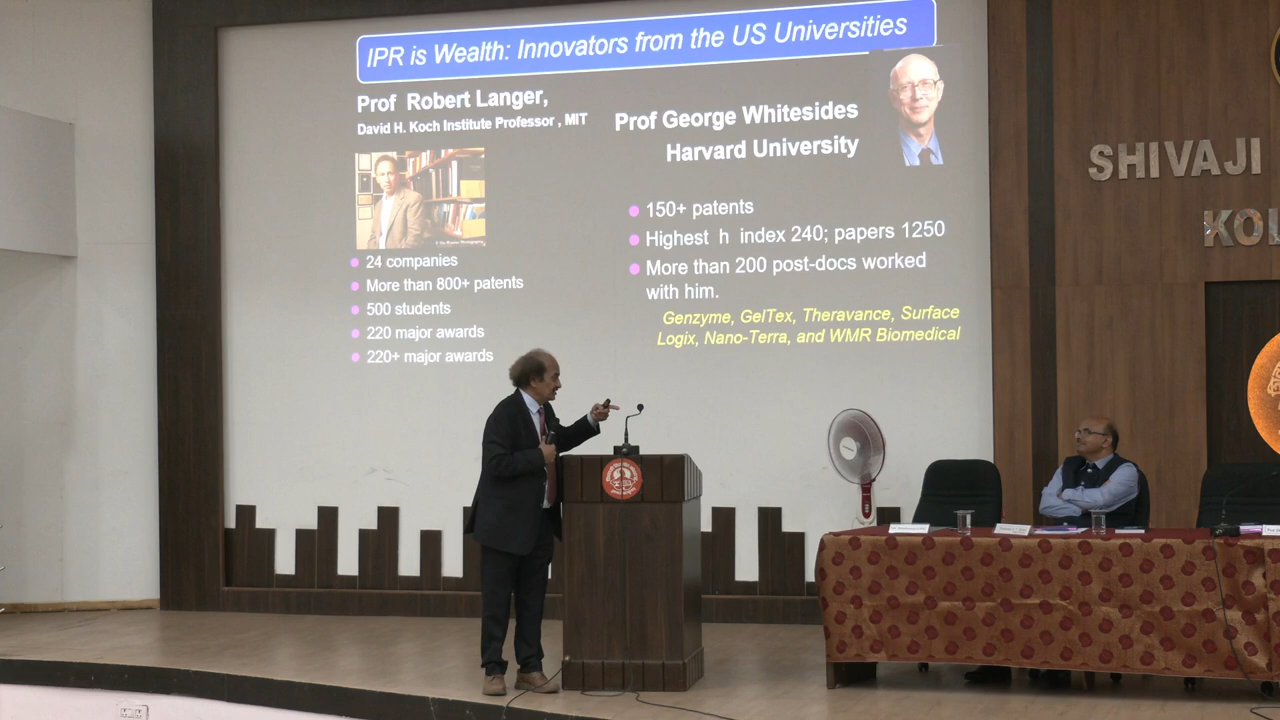 IPR is Wealth: Innovators from the US Universities
Prof Robert Langer,
David H. Koch Institute Professor , MIT
24 companies
More than 800+ patents
500 students
220 major awards
220+ major awards
Prof George Whitesides
Harvard University
150+ patents
Highest h index 240; papers 1250
More than 200 post-docs worked
with him.
Genzyme, GelTex, Theravance, Surface
Logix, Nano-Terra, and WMR Biomedical
SHIVAJI
KOL